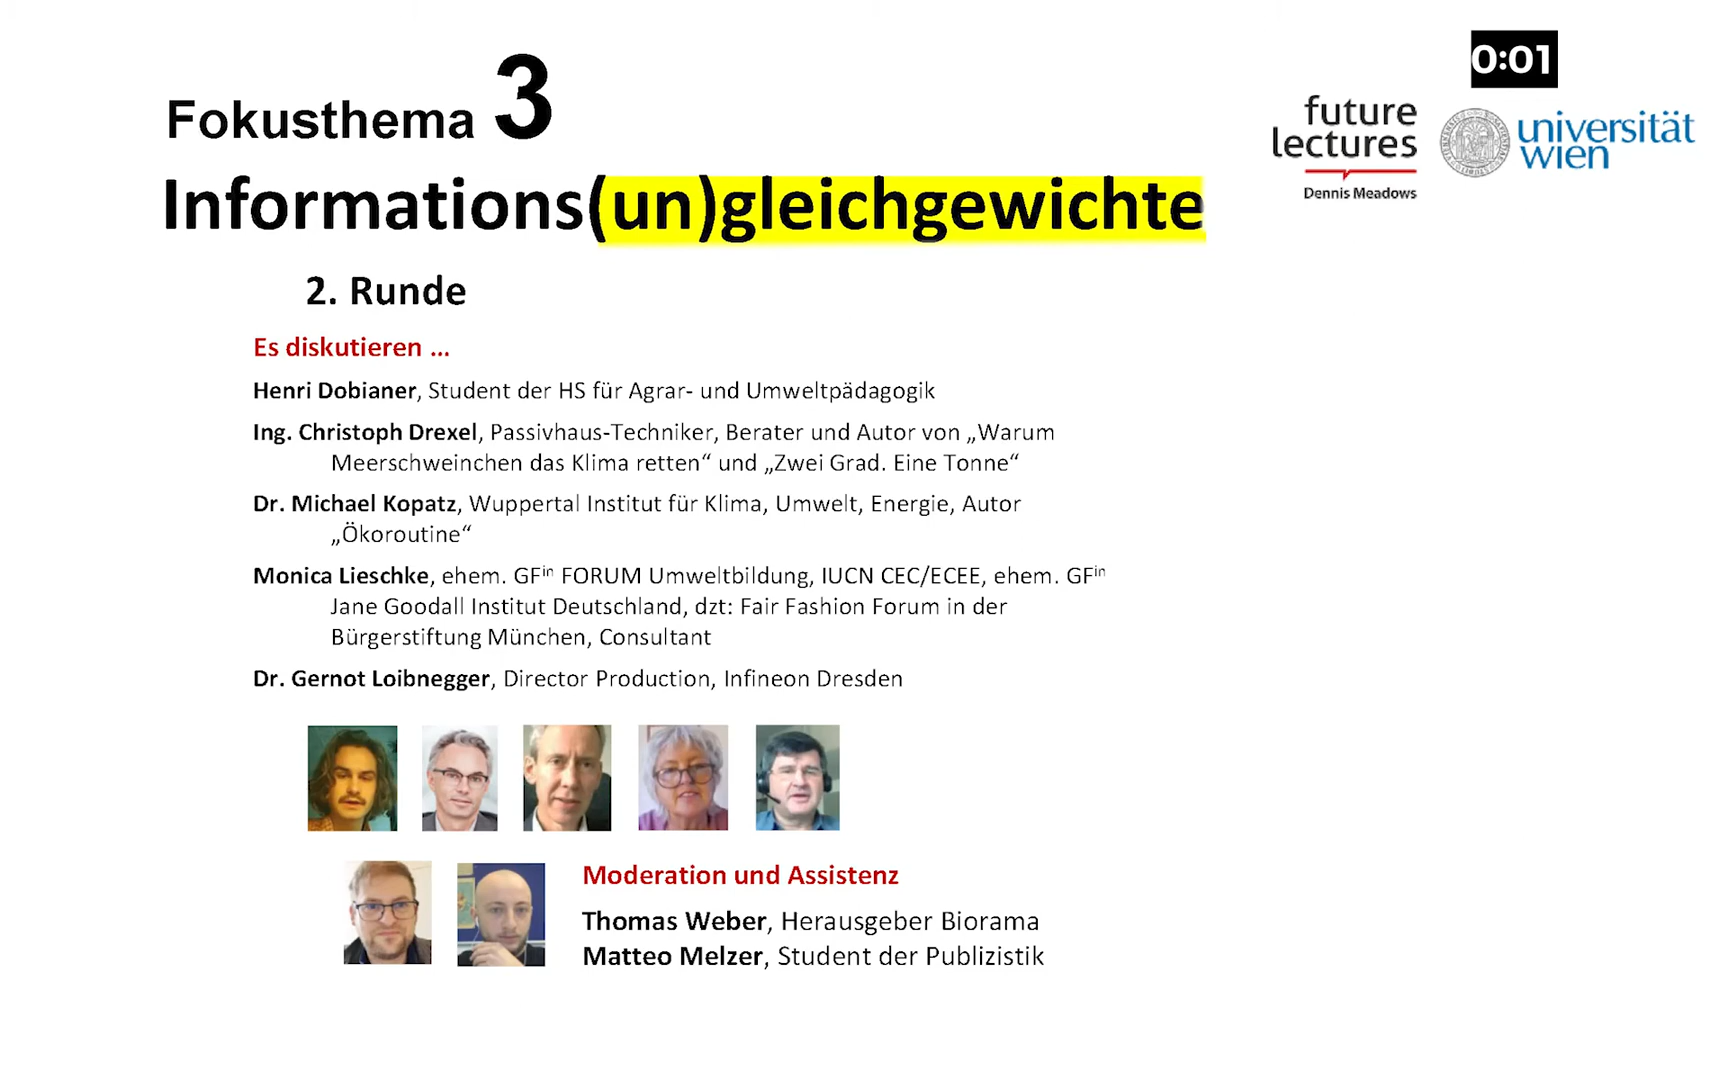 0:01
Fokusthema 3
future
lectures
Dennis Meadows
universität
wien
Informations(un)gleichgewichte
2. Runde
Es diskutieren ...
Henri Dobianer, Student der HS für Agrar- und Umweltpädagogik
Ing. Christoph Drexel, Passivhaus-Techniker, Berater und Autor von „Warum
Meerschweinchen das Klima retten“ und „Zwei Grad. Eine Tonne“
Dr. Michael Kopatz, Wuppertal Institut für Klima, Umwelt, Energie, Autor
„Ökoroutine“
Monica Lieschke, ehem. GFin FORUM Umweltbildung, IUCN CEC/ECEE, ehem. GFin
Jane Goodall Institut Deutschland, dzt: Fair Fashion Forum in der
Bürgerstiftung München, Consultant
Dr. Gernot Loibnegger, Director Production, Infineon Dresden
Moderation und Assistenz
Thomas Weber, Herausgeber Biorama
Matteo Melzer, Student der Publizistik